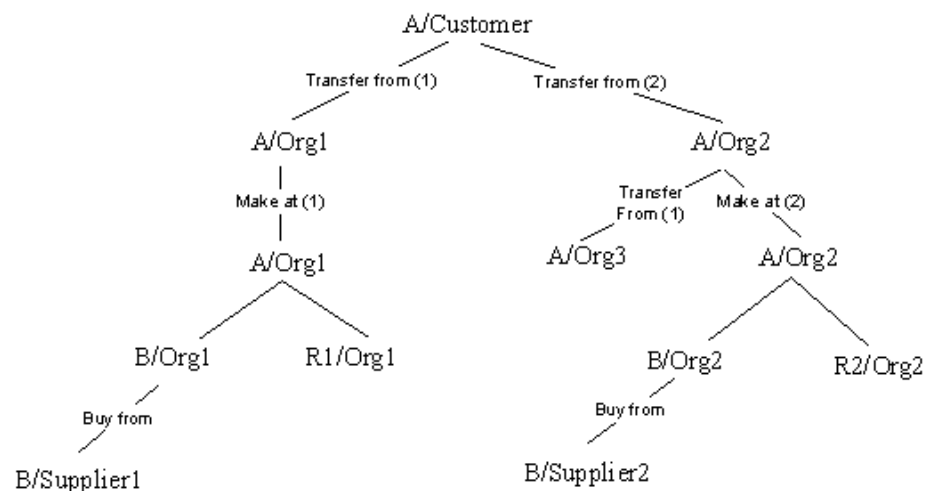 A/Customer
Transfer from (1)
Transfer from (2)
A/Org1
A/Org2
Make at (1)
Transfer
From (1)
Make at (2)
A/Org1
A/Org3
A/Org2
B/Org1
R1/Org1
B/Org2
R2/Org2
Buy from
Buy from
B/Supplier1
B/Supplier2